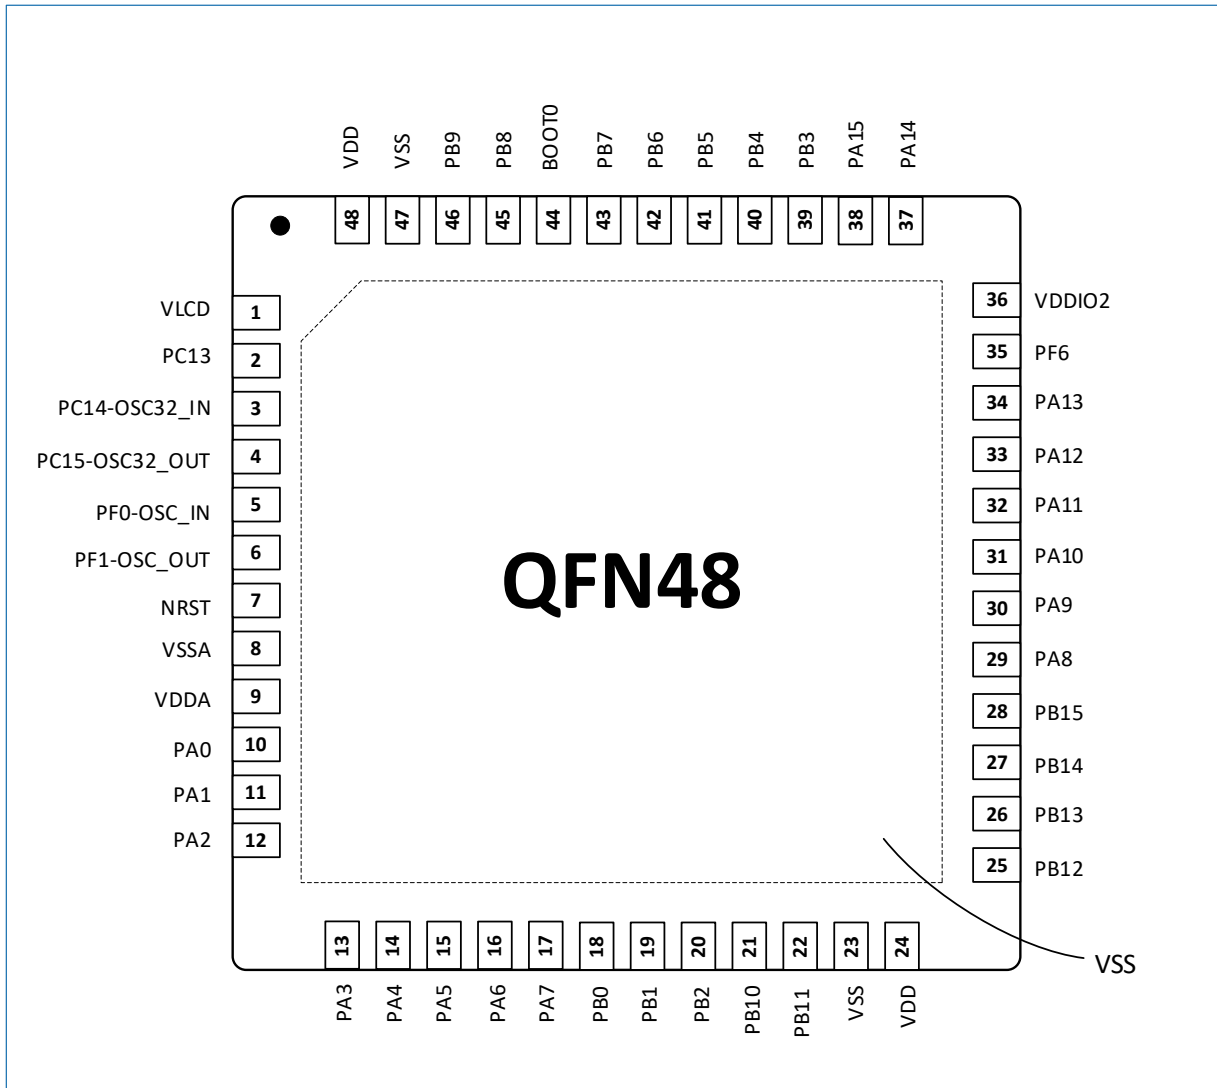 VDD
VSS
PB9
PB8
BOOT0
PB7
PB6
PB5
PB4
PB3
PA15
PA14
48
47
46
45
44
43
42
41
40
39
38
37
VLCD 1
PC13 2
PC14-OSC32_IN 3
PC15-OSC32_OUT 4
PF0-OSC_IN 5
PF1-OSC_OUT 6
NRST 7
VSSA 8
VDDA 9
PA0 10
PA1 11
PA2 12
QFN48
36 VDDIO2
35 PF6
34 PA13
33 PA12
32 PA11
31 PA10
30 PA9
29 PA8
28 PB15
27 PB14
26 PB13
25 PB12
13
14
15
16
17
18
19
20
21
22
23
24
VSS
PA3
PA4
PA5
PA6
PA7
PB0
PB1
PB2
PB10
PB11
VSS
VDD